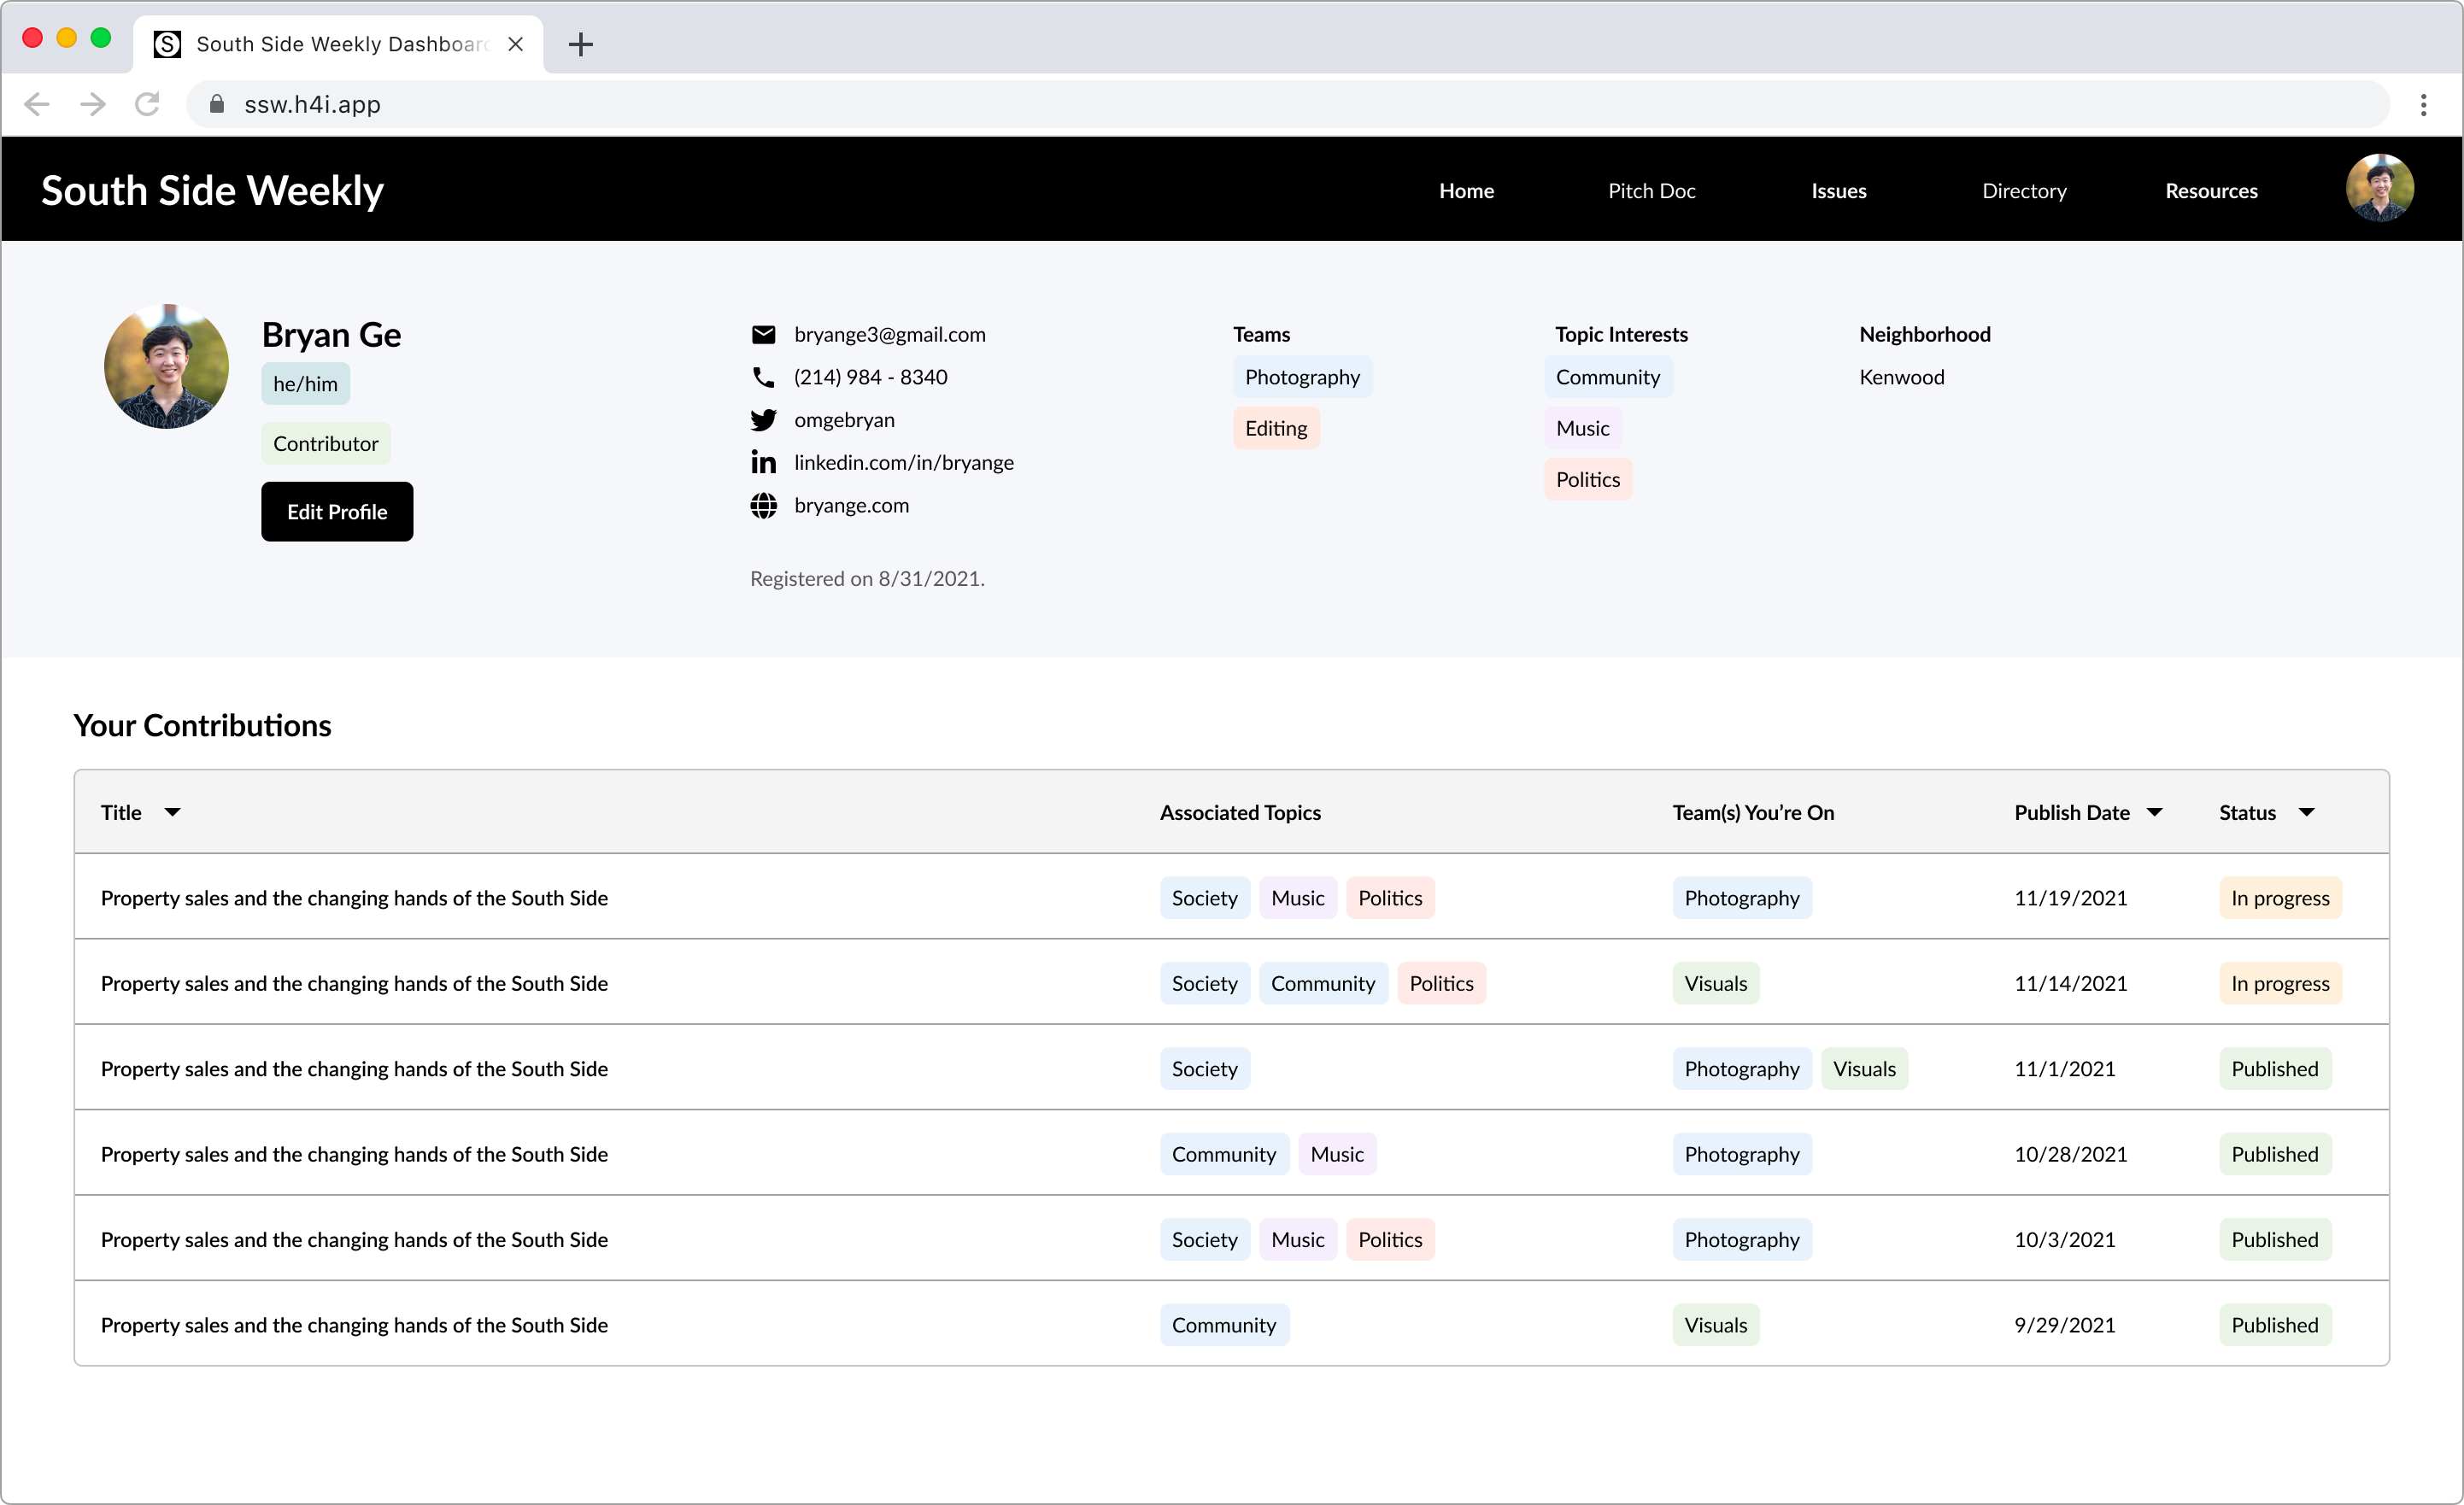 South Side Weekly Dashboard
ssw.h4i.app
South Side Weekly
Home
Pitch Doc
Issues
Directory
Resources
Bryan Ge
he/him
Contributor
Edit Profile
bryange3@gmail.com
(214) 984 - 8340
omgebryan
linkedin.com/in/bryange
bryange.com
Registered on 8/31/2021.
Teams
Photography
Editing
Topic Interests
Community
Music
Politics
Neighborhood
Kenwood
Your Contributions
Title Associated Topics Team(s) You’re On Publish Date Status
Property sales and the changing hands of the South Side Society Music Politics Photography 11/19/2021 In progress
Property sales and the changing hands of the South Side Society Community Politics Visuals 11/14/2021 In progress
Property sales and the changing hands of the South Side Society Photography Visuals 11/1/2021 Published
Property sales and the changing hands of the South Side Community Music Photography 10/28/2021 Published
Property sales and the changing hands of the South Side Society Music Politics Photography 10/3/2021 Published
Property sales and the changing hands of the South Side Community Visuals 9/29/2021 Published